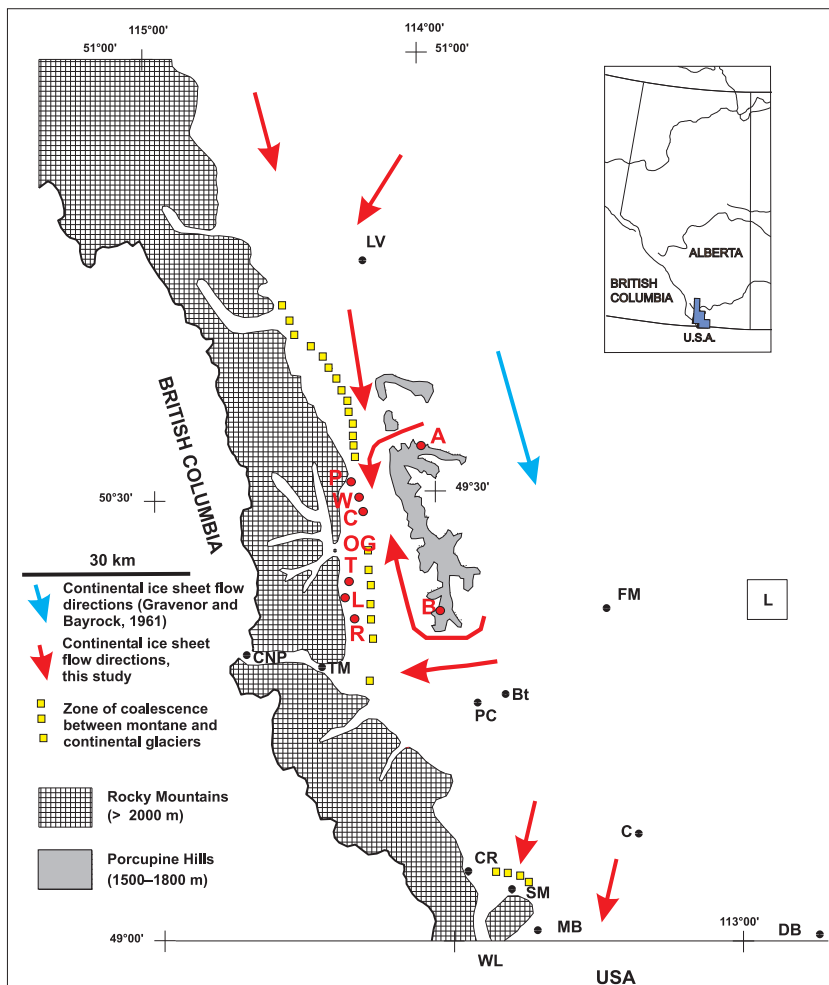 115°00'
51°00'
114°00'
51°00'
LV
ALBERTA
BRITISH
COLUMBIA
U.S.A.
BRITISH COLUMBIA
A
P
W
C
50°30'
49°30'
OG
T
L
B
R
30 km
Continental ice sheet flow
directions (Gravenor and
Bayrock, 1961)
Continental ice sheet
flow directions,
this study
Zone of coalescence
between montane and
continental glaciers
Rocky Mountains
(> 2000 m)
Porcupine Hills
(1500–1800 m)
FM
L
CNP
TM
Bt
PC
C
CR
SM
MB
49°00'
113°00'
DB
WL
USA